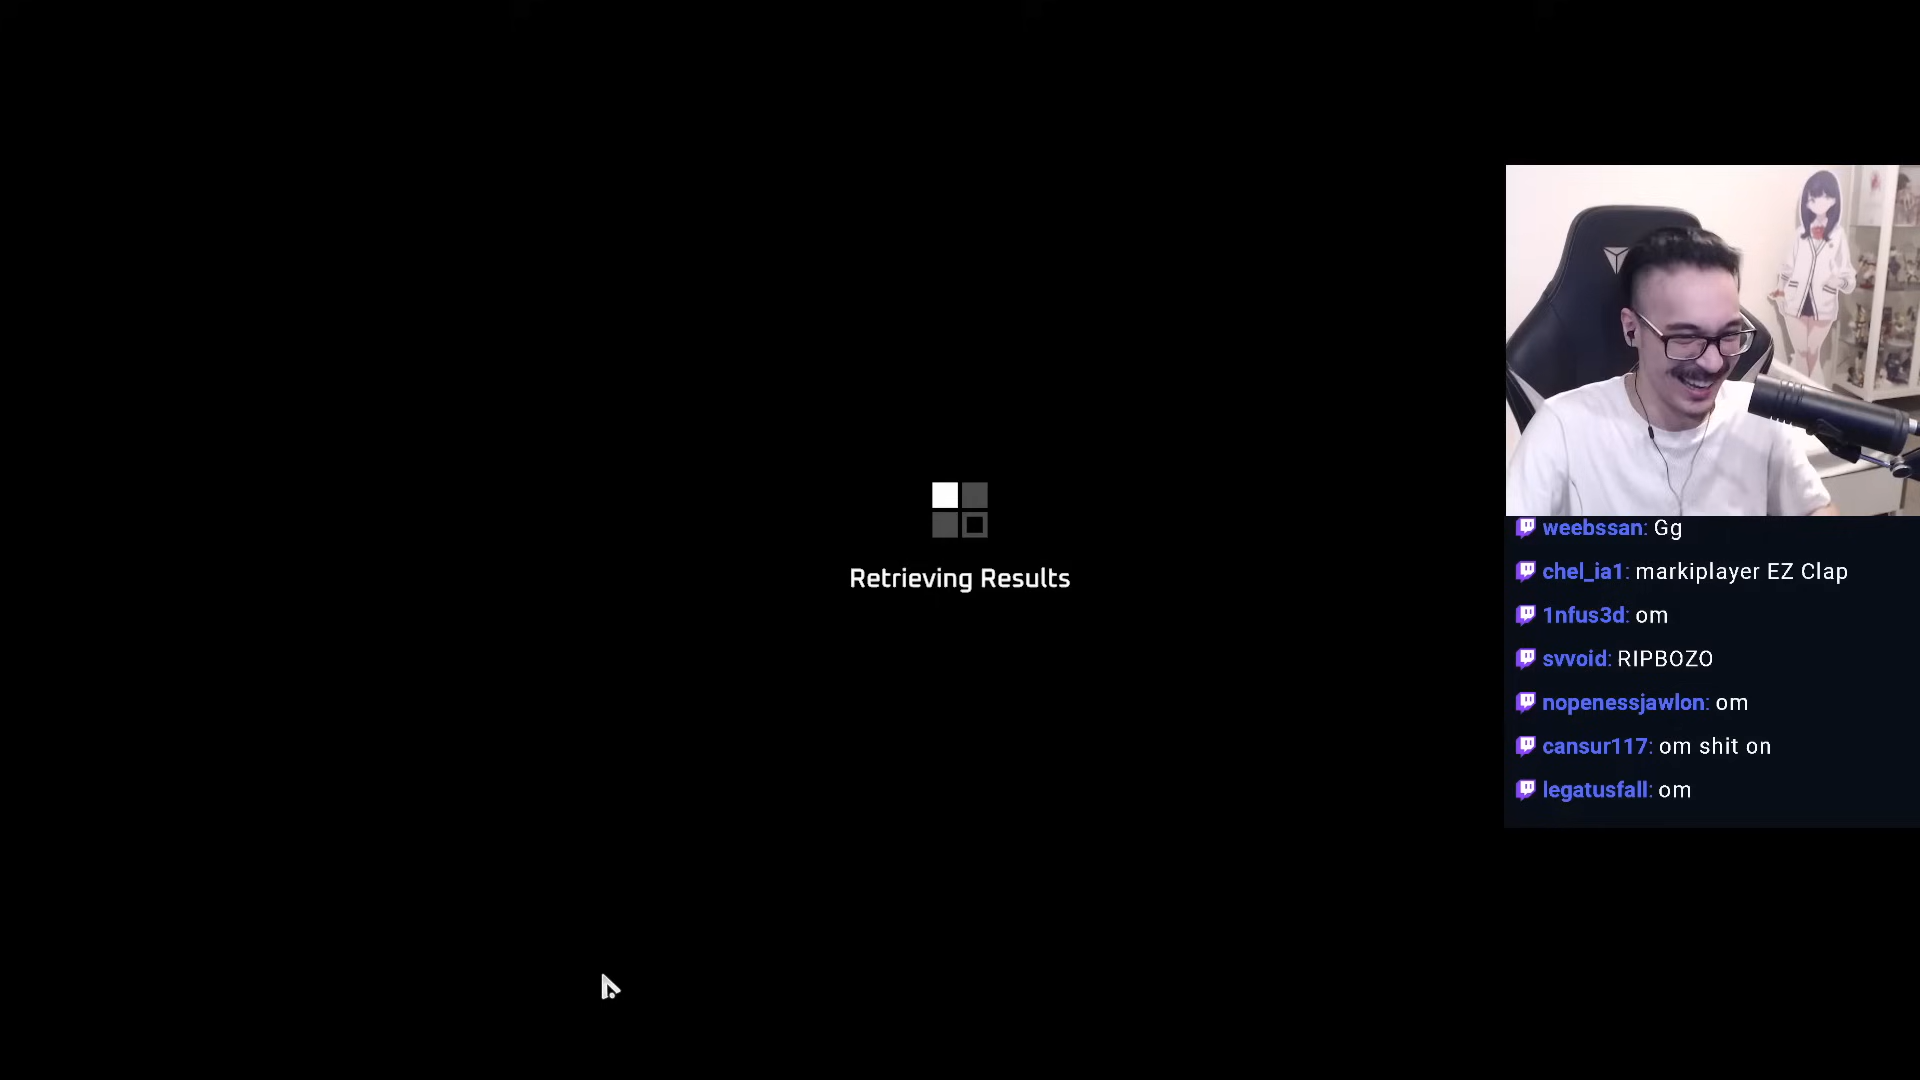 Retrieving Results
weebssan: Gg
chel_ia1: markiplayer EZ Clap
1nfus3d: om
svvoid: RIPBOZO
nopenessjawlon: om
cansur117: om shit on
legatusfall: om